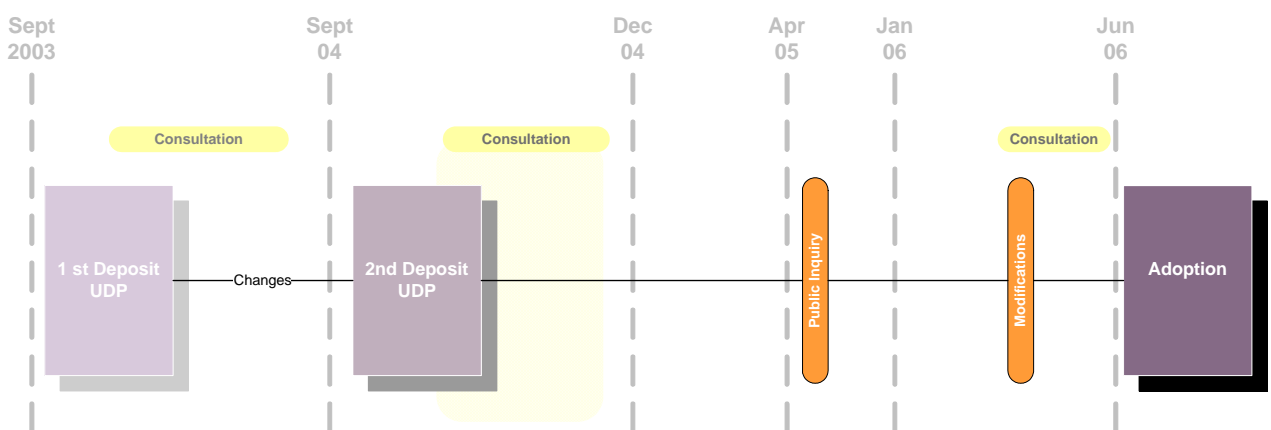 Sept
2003
Sept
04
Dec
04
Apr
05
Jan
06
Jun
06
Consultation
Consultation
Consultation
1 st Deposit
UDP
Changes
2nd Deposit
UDP
Public Inquiry
Modifications
Adoption